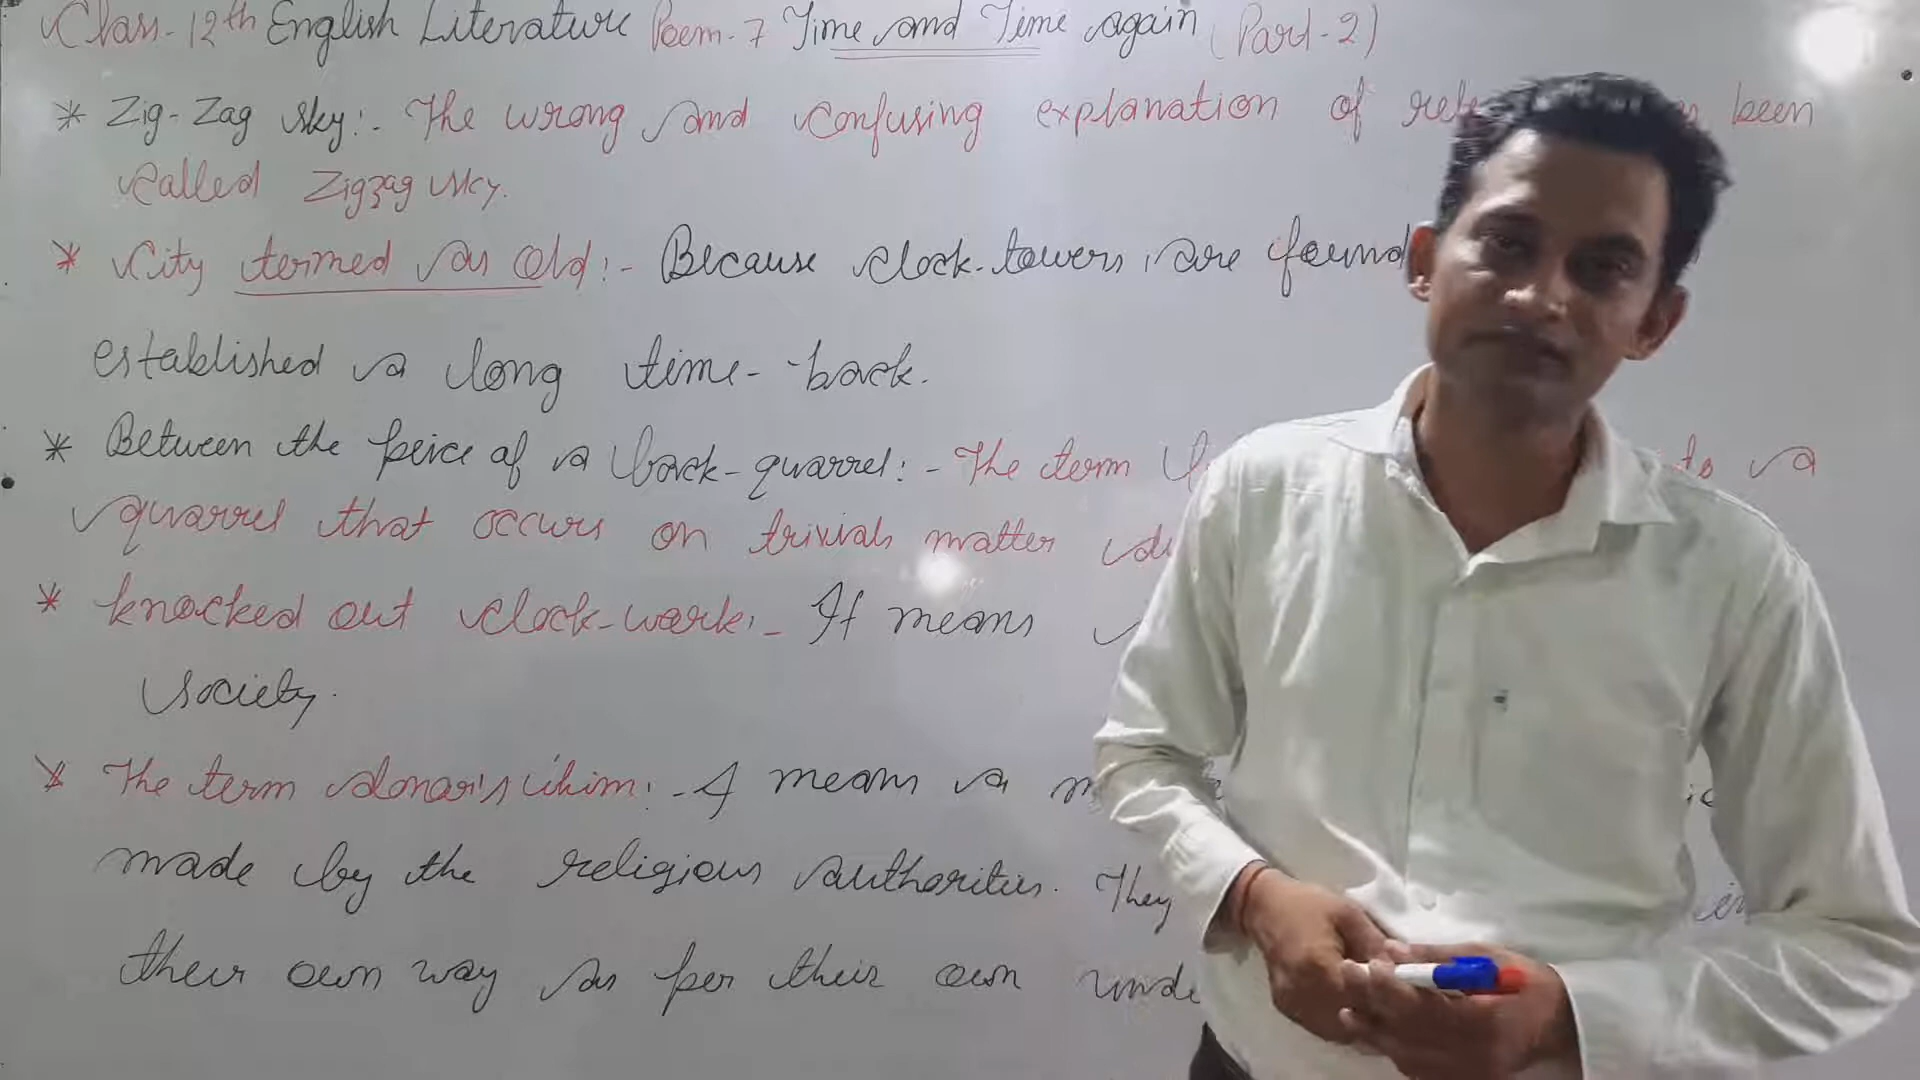 Class-12th English Literature Poem-7 Time and Time again (Part-2)
* Zig-Zag sky:- The wrong and confusing explanation of been
called Zigzag sky.
* City termed as old:- Because clock-towers, are found
established a long time-back.
* Between the peice of a back-quarrel:- The term to a
quarrel that occurs on trivials matter
* knocked out clock-work:- It means
society.
* The term donar's whim:- It means a
made by the religious authorities. They
their own way as per their own